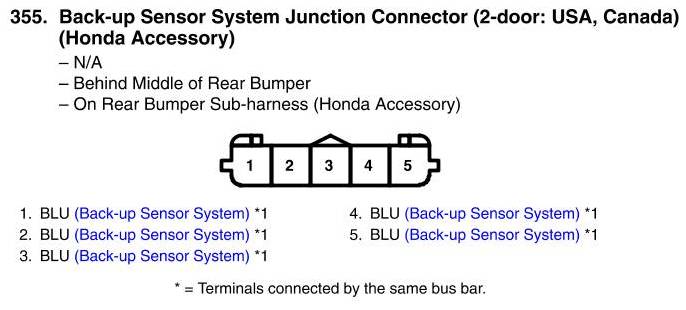 355. Back-up Sensor System Junction Connector (2-door: USA, Canada)
(Honda Accessory)
– N/A
– Behind Middle of Rear Bumper
– On Rear Bumper Sub-harness (Honda Accessory)
1 2 3 4 5
1. BLU (Back-up Sensor System) *1
2. BLU (Back-up Sensor System) *1
3. BLU (Back-up Sensor System) *1
4. BLU (Back-up Sensor System) *1
5. BLU (Back-up Sensor System) *1
* = Terminals connected by the same bus bar.